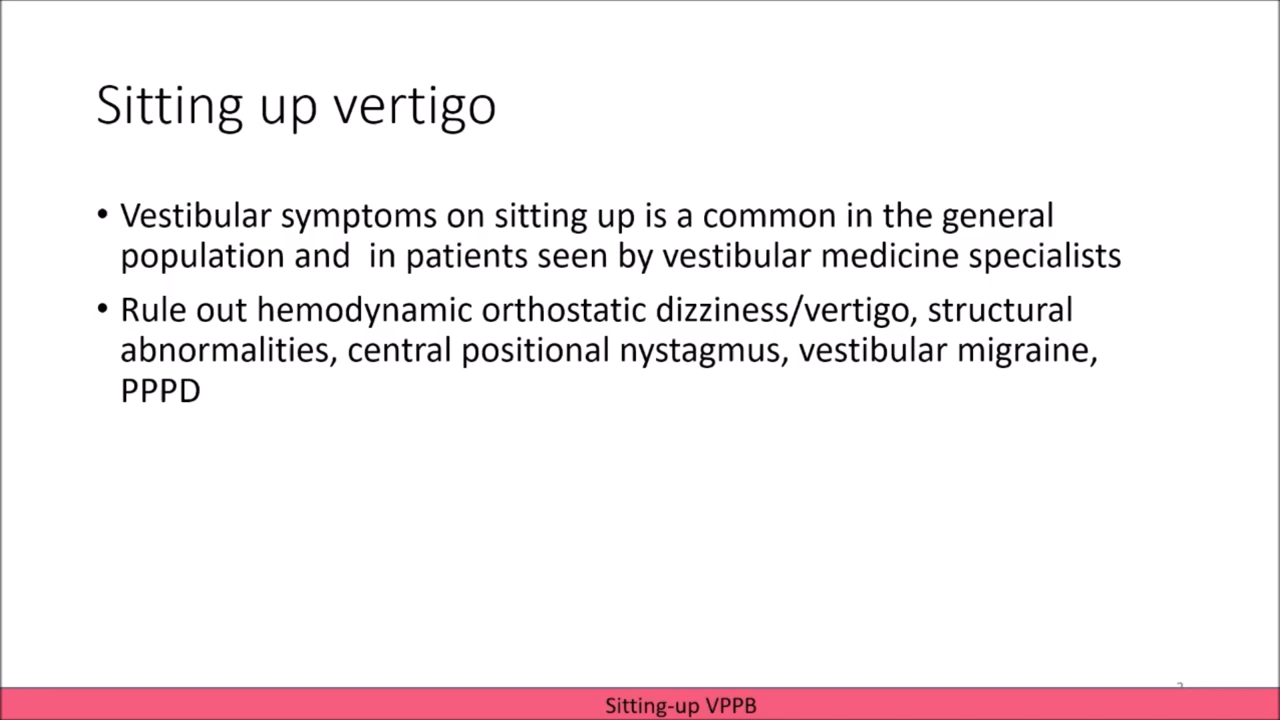 Sitting up vertigo
• Vestibular symptoms on sitting up is a common in the general
population and  in patients seen by vestibular medicine specialists
• Rule out hemodynamic orthostatic dizziness/vertigo, structural
abnormalities, central positional nystagmus, vestibular migraine,
PPPD
Sitting-up VPPB